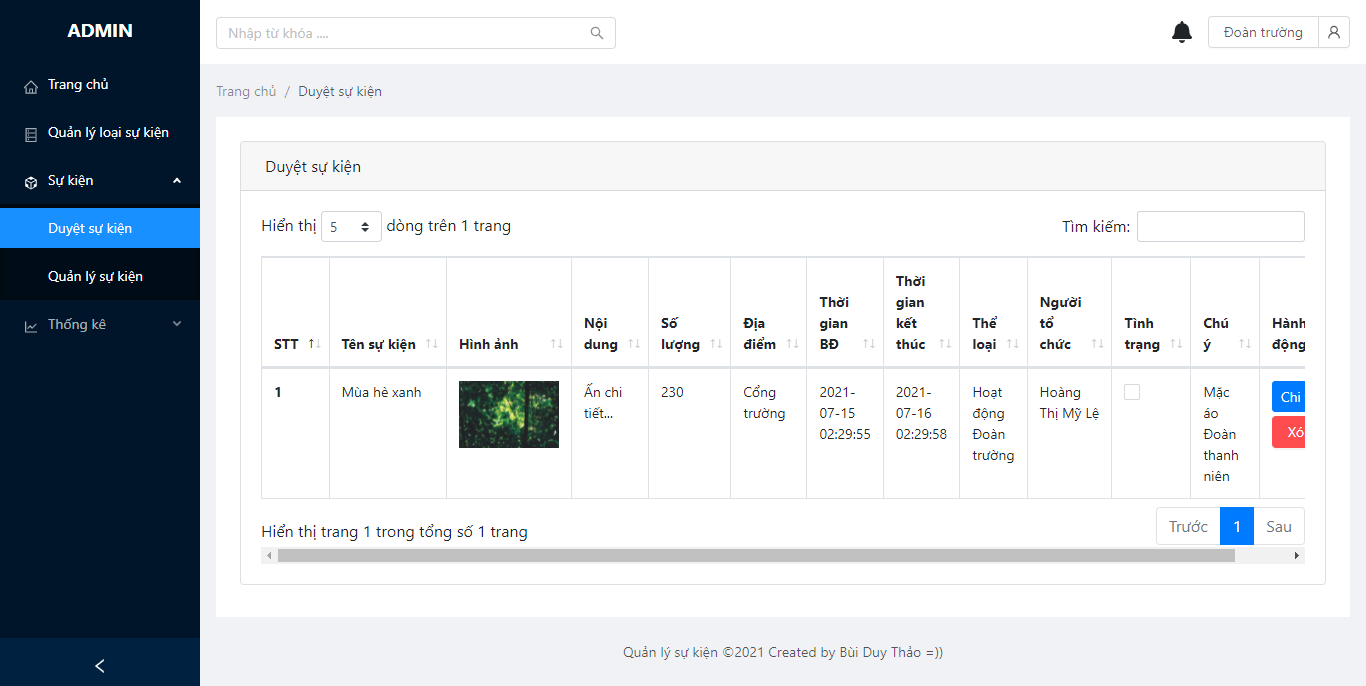 ADMIN
Trang chủ
Quản lý loại sự kiện
Sự kiện
Duyệt sự kiện
Quản lý sự kiện
Thống kê
Nhập từ khóa ....
Đoàn trường
Trang chủ / Duyệt sự kiện
Duyệt sự kiện
Hiển thị 5 dòng trên 1 trang
Tìm kiếm:
STT
Tên sự kiện
Hình ảnh
Nội
dung
Số
lượng
Địa
điểm
Thời
gian
BĐ
Thời
gian
kết
thúc
Thể
loại
Người
tổ
chức
Tình
trạng
Chú
ý
Hành
động
1
Mùa hè xanh
Ấn chi
tiết...
230
Cổng
trường
2021-
07-15
02:29:55
2021-
07-16
02:29:58
Hoạt
động
Đoàn
trường
Hoàng
Thị Mỹ Lệ
Mặc
áo
Đoàn
thanh
niên
Chi
Xó
Hiển thị trang 1 trong tổng số 1 trang
Trước 1 Sau
Quản lý sự kiện ©2021 Created by Bùi Duy Thảo =))